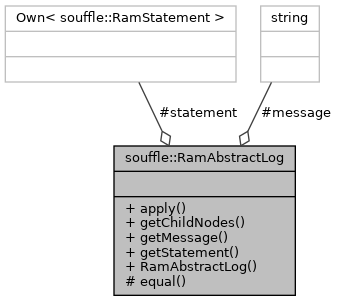 Own< souffle::RamStatement >
string
#statement
#message
souffle::RamAbstractLog
+ apply()
+ getChildNodes()
+ getMessage()
+ getStatement()
+ RamAbstractLog()
# equal()